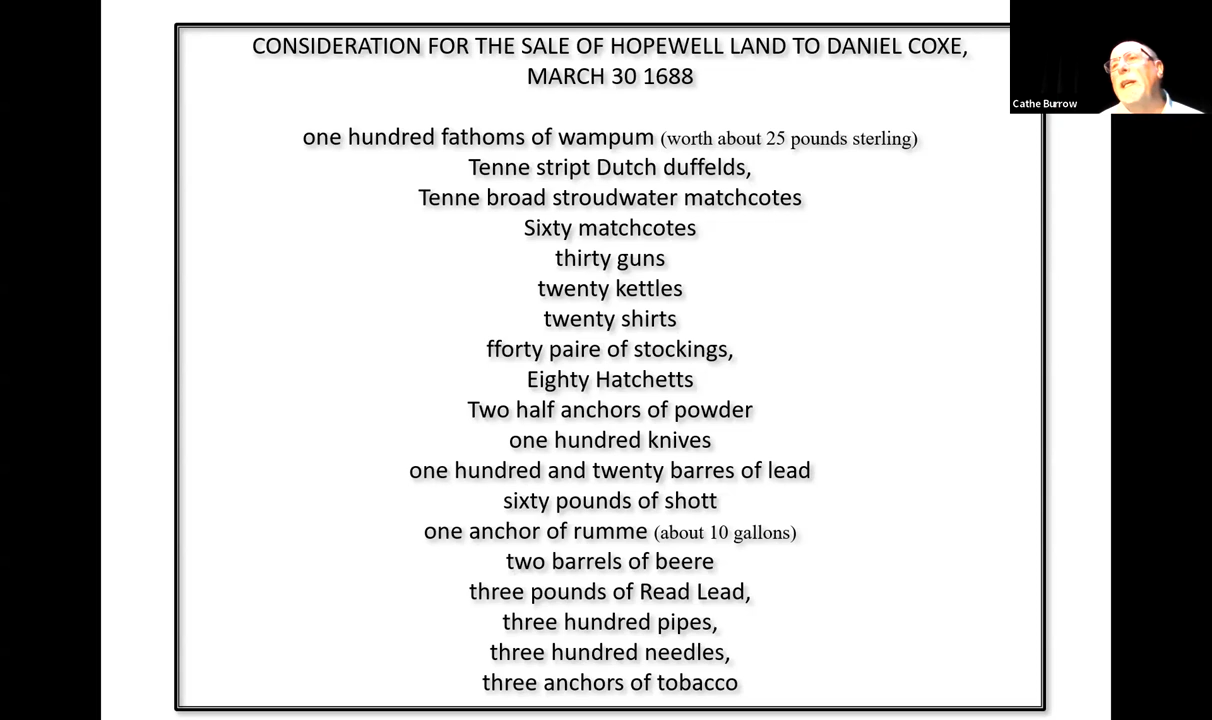 CONSIDERATION FOR THE SALE OF HOPEWELL LAND TO DANIEL COXE,
MARCH 30 1688
one hundred fathoms of wampum (worth about 25 pounds sterling)
Tenne stript Dutch duffelds,
Tenne broad stroudwater matchcotes
Sixty matchcotes
thirty guns
twenty kettles
twenty shirts
fforty paire of stockings,
Eighty Hatchetts
Two half anchors of powder
one hundred knives
one hundred and twenty barres of lead
sixty pounds of shott
one anchor of rumme (about 10 gallons)
two barrels of beere
three pounds of Read Lead,
three hundred pipes,
three hundred needles,
three anchors of tobacco
Cathe Burrow